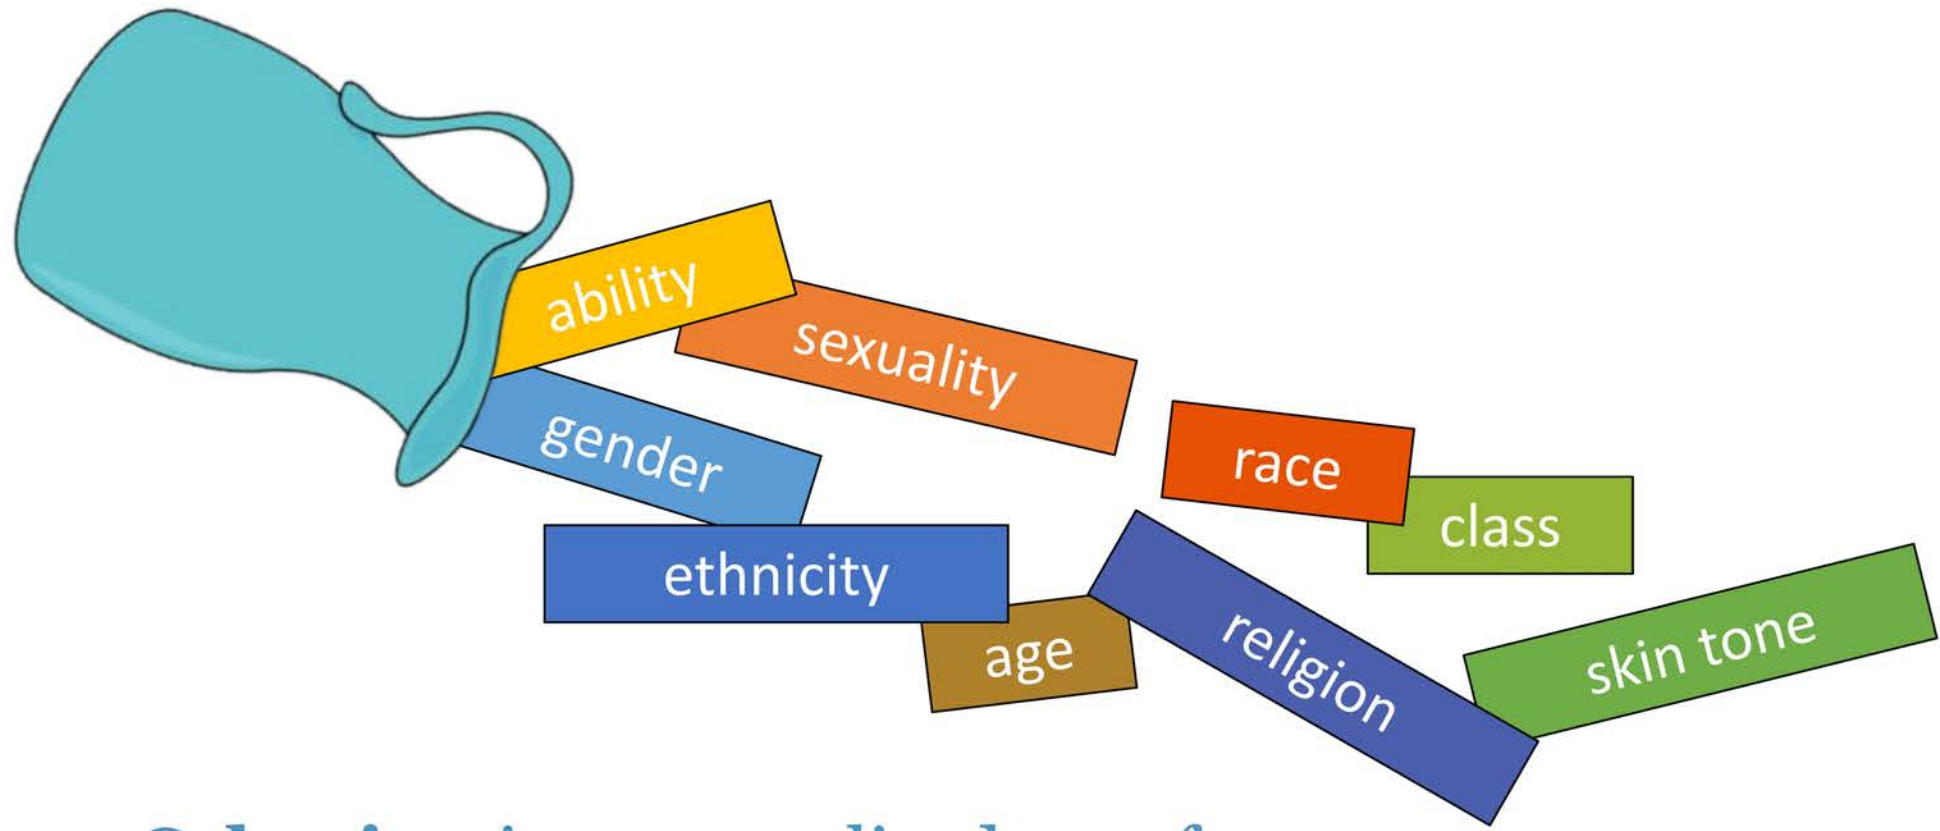 ability
sexuality
gender
race
class
ethnicity
age
religion
skin tone